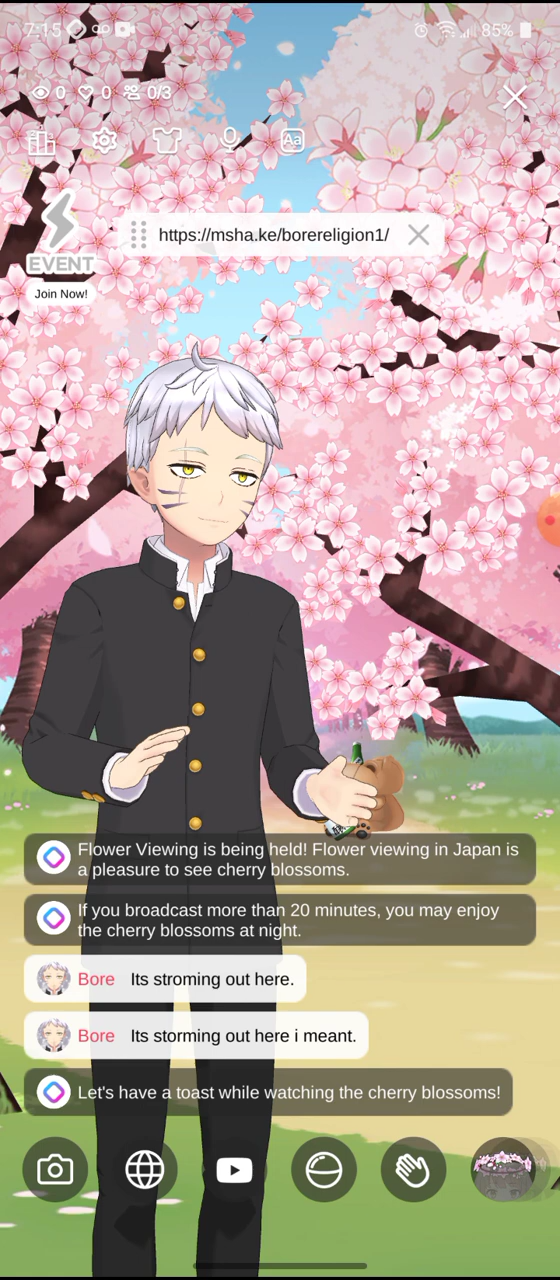 7:15
85%
0 0 0/3
Aa
https://msha.ke/borereligion1/
EVENT
Join Now!
Flower Viewing is being held! Flower viewing in Japan is
a pleasure to see cherry blossoms.
If you broadcast more than 20 minutes, you may enjoy
the cherry blossoms at night.
Bore Its stroming out here.
Bore Its storming out here i meant.
Let's have a toast while watching the cherry blossoms!